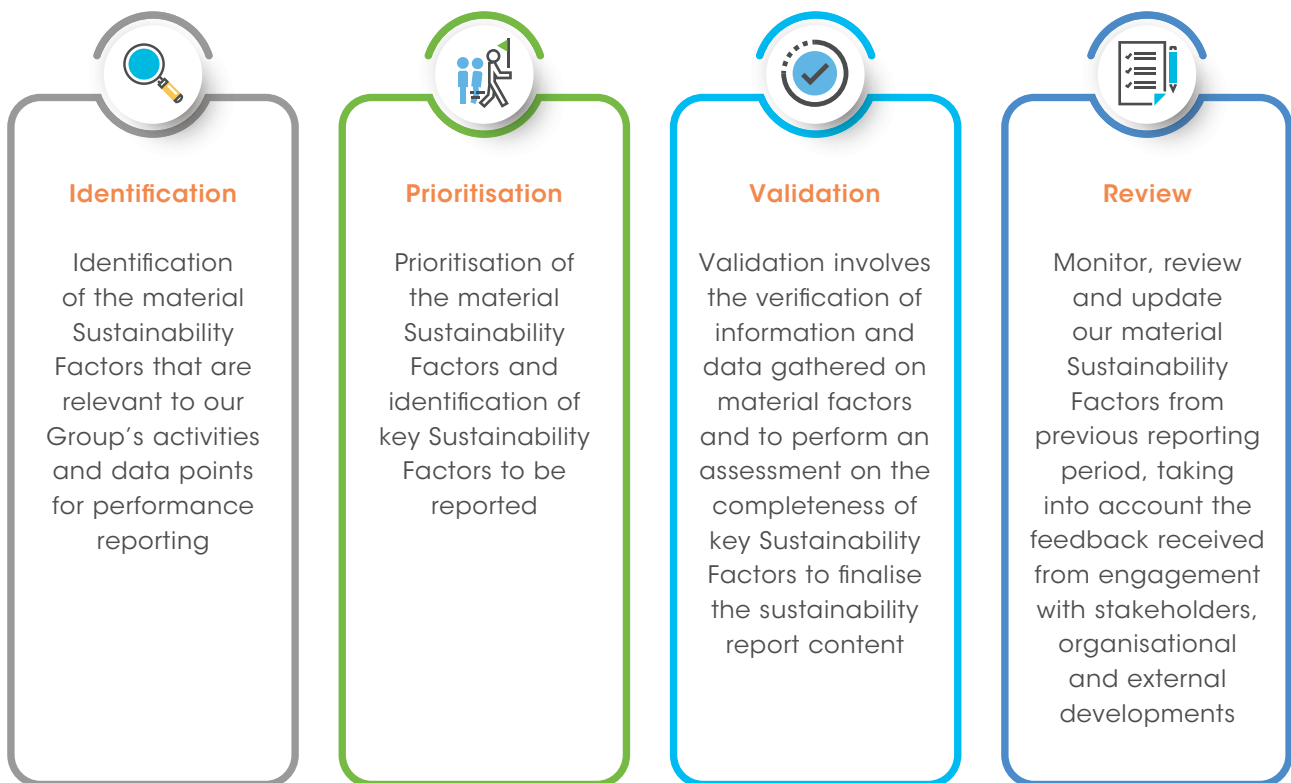 Identification
Identification
of the material
Sustainability
Factors that are
relevant to our
Group’s activities
and data points
for performance
reporting
Prioritisation
Prioritisation of
the material
Sustainability
Factors and
identification of
key Sustainability
Factors to be
reported
Validation
Validation involves
the verification of
information and
data gathered on
material factors
and to perform an
assessment on the
completeness of
key Sustainability
Factors to finalise
the sustainability
report content
Review
Monitor, review
and update
our material
Sustainability
Factors from
previous reporting
period, taking
into account the
feedback received
from engagement
with stakeholders,
organisational
and external
developments